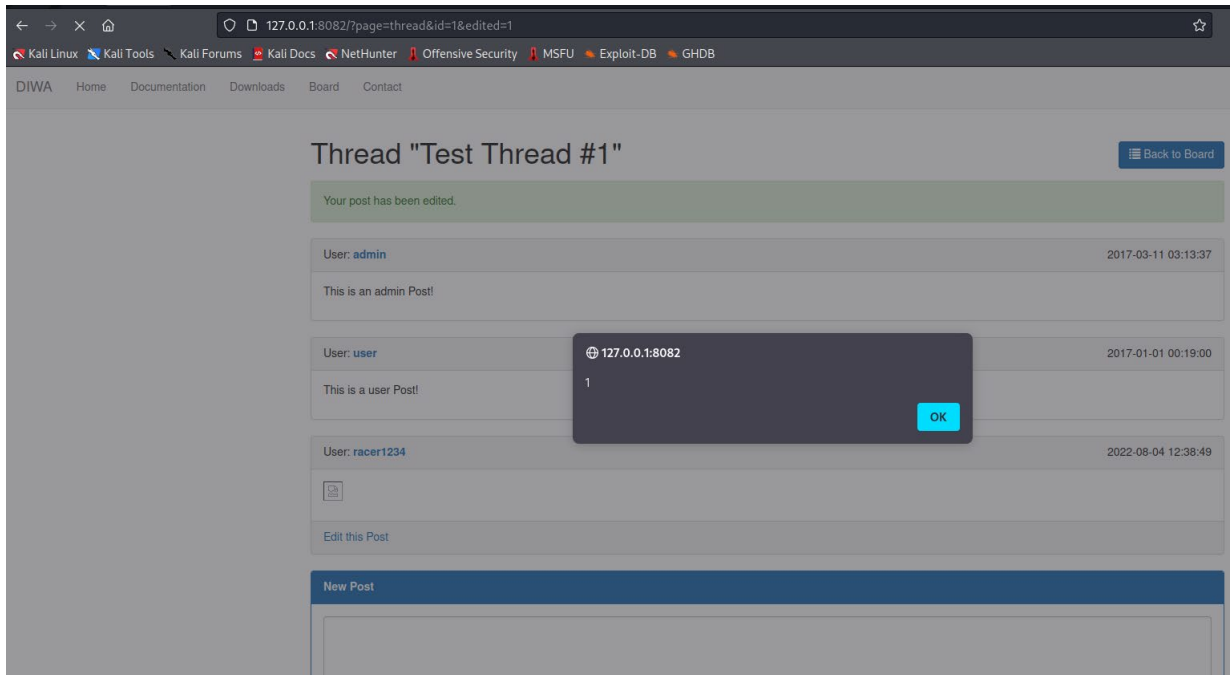 127.0.0.1:8082/?page=thread&id=1&edited=1
Kali Linux Kali Tools Kali Forums Kali Docs NetHunter Offensive Security MSFU Exploit-DB GHDB
DIWA Home Documentation Downloads Board Contact
Thread "Test Thread #1" Back to Board
Your post has been edited.
User: admin 2017-03-11 03:13:37
This is an admin Post!
127.0.0.1:8082
User: user 2017-01-01 00:19:00
1
This is a user Post!
OK
User: racer1234 2022-08-04 12:38:49
Edit this Post
New Post